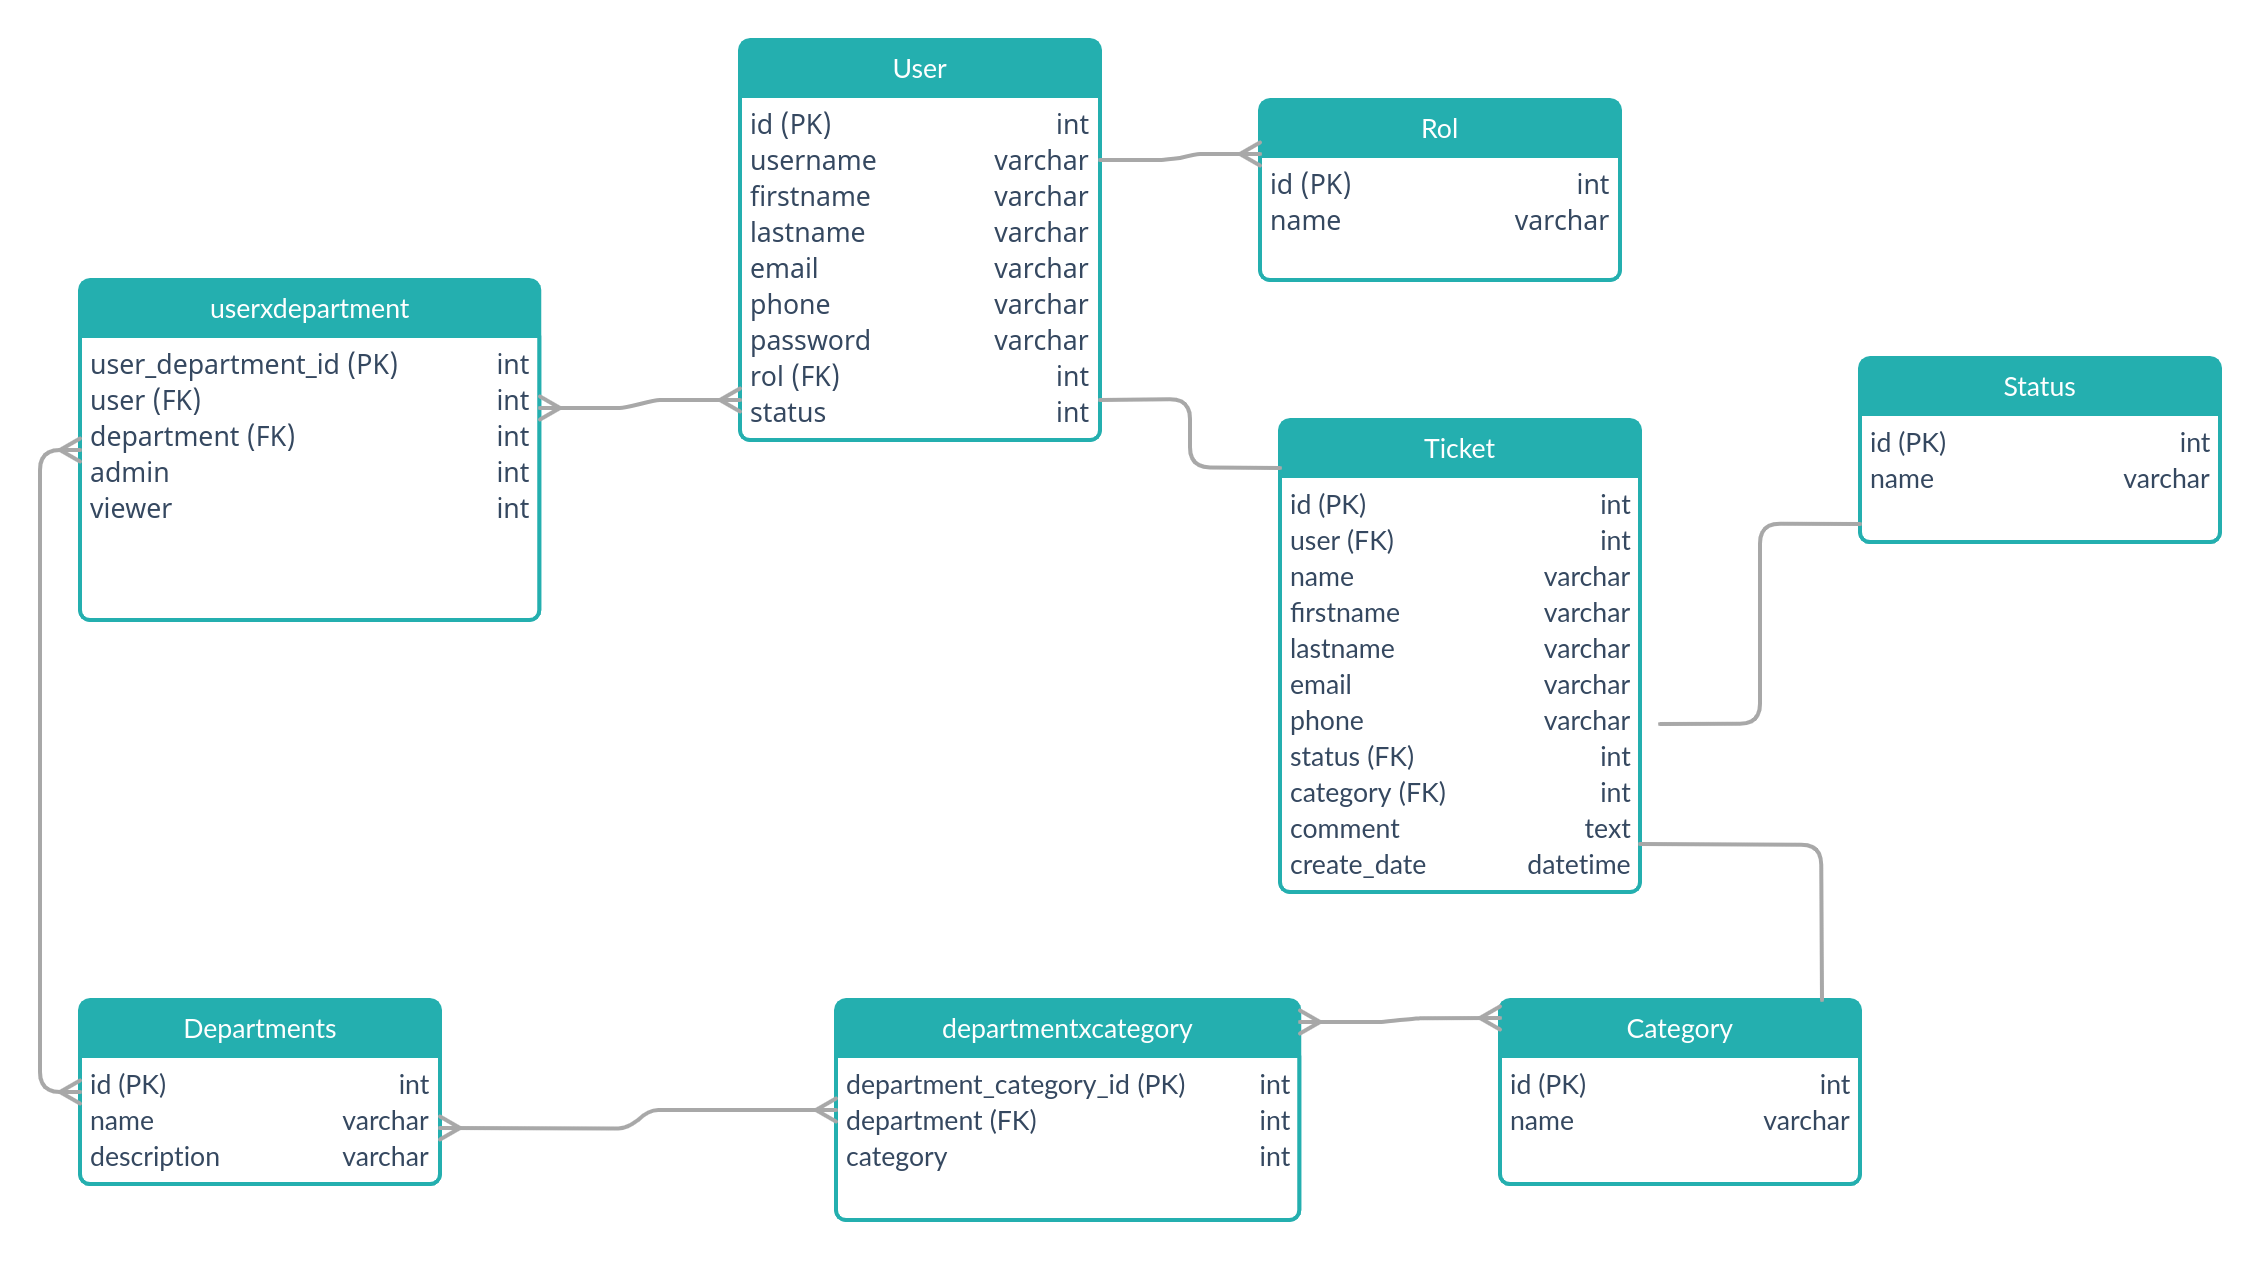 User
id (PK) int
username varchar
firstname varchar
lastname varchar
email varchar
phone varchar
password varchar
rol (FK) int
status int
Rol
id (PK) int
name varchar
userxdepartment
user_department_id (PK) int
user (FK) int
department (FK) int
admin int
viewer int
Status
id (PK) int
name varchar
Ticket
id (PK) int
user (FK) int
name varchar
firstname varchar
lastname varchar
email varchar
phone varchar
status (FK) int
category (FK) int
comment text
create_date datetime
Departments
id (PK) int
name varchar
description varchar
departmentxcategory
department_category_id (PK) int
department (FK) int
category int
Category
id (PK) int
name varchar